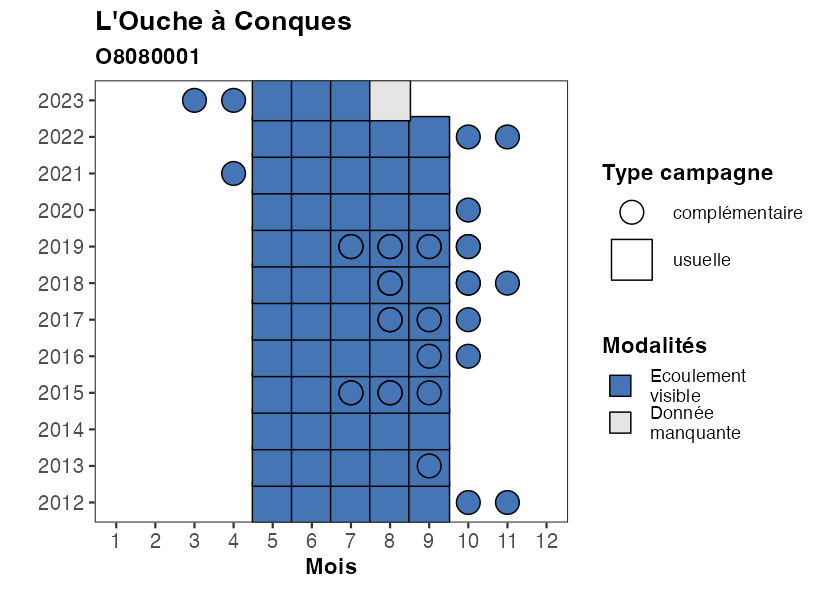 L'Ouche à Conques
O8080001
2023
2022
2021
2020
2019
2018
2017
2016
2015
2014
2013
2012
1 2 3 4 5 6 7 8 9 10 11 12
Mois
Type campagne
complémentaire
usuelle
Modalités
Ecoulement
visible
Donnée
manquante